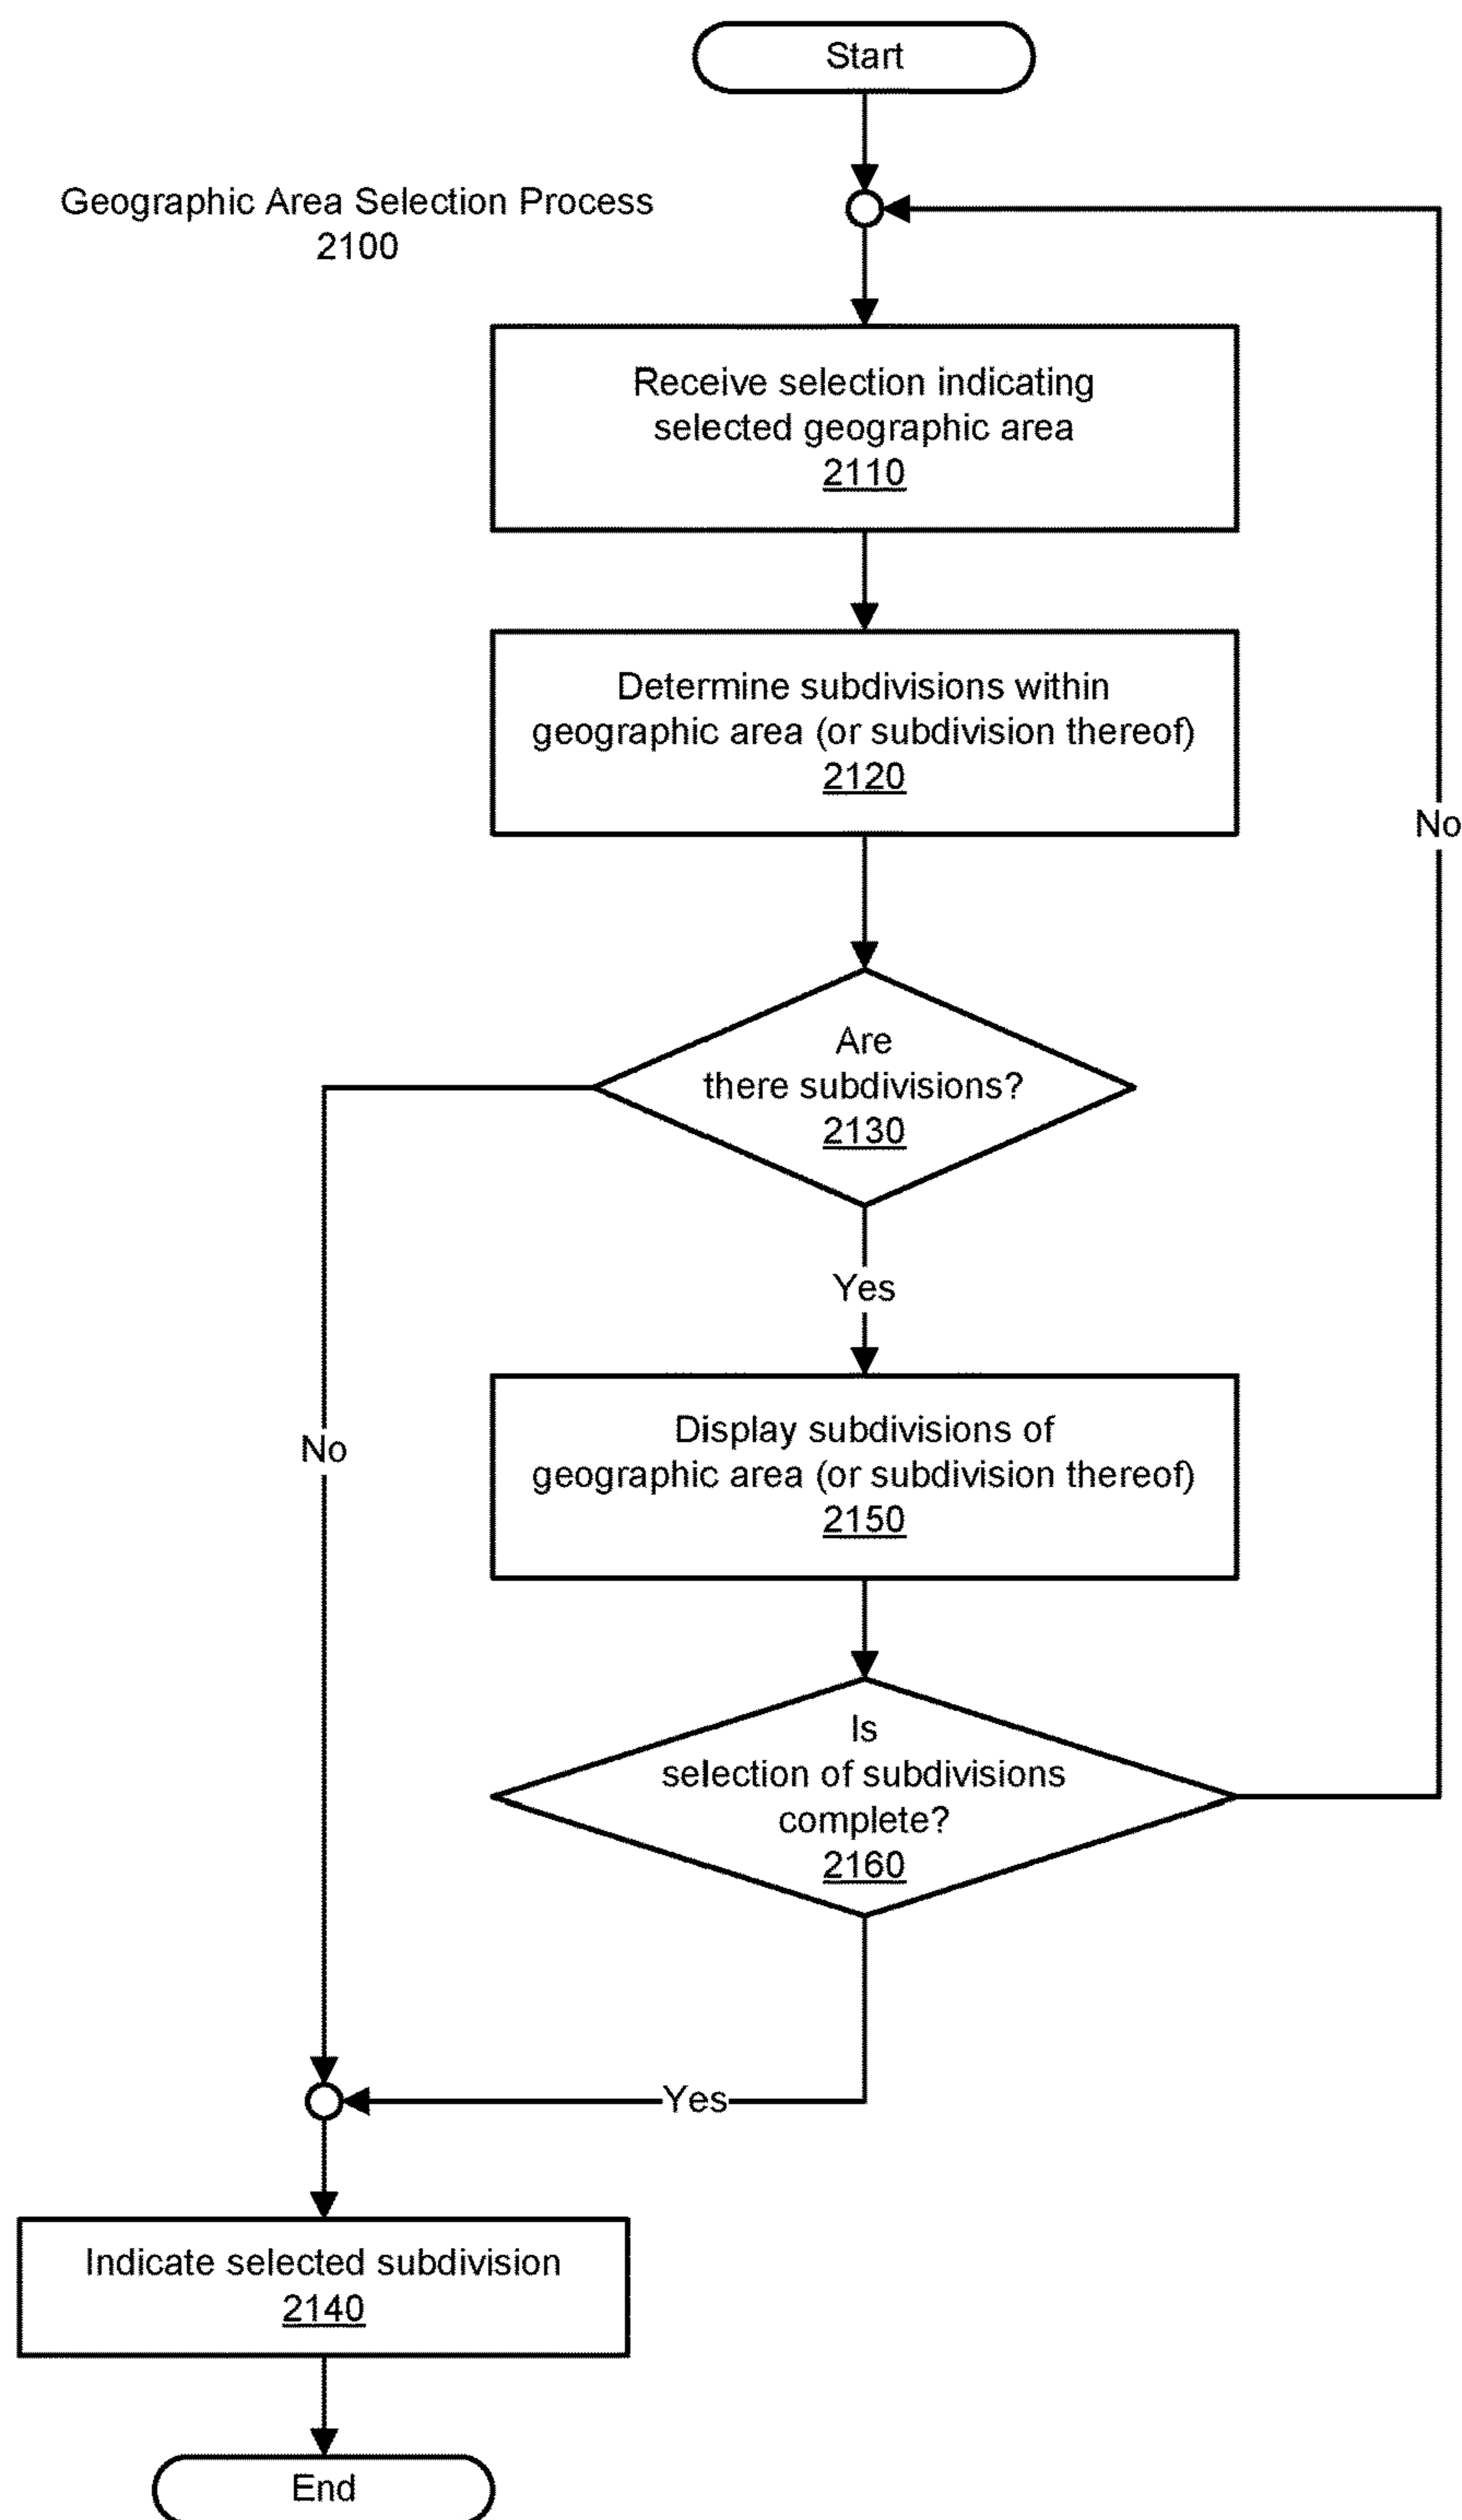 Start
Geographic Area Selection Process
2100
Receive selection indicating
selected geographic area
2110
Determine subdivisions within
geographic area (or subdivision thereof)
2120
No
Are
there subdivisions?
2130
Yes
Display subdivisions of
geographic area (or subdivision thereof)
2150
No
Is
selection of subdivisions
complete?
2160
Yes
Indicate selected subdivision
2140
End